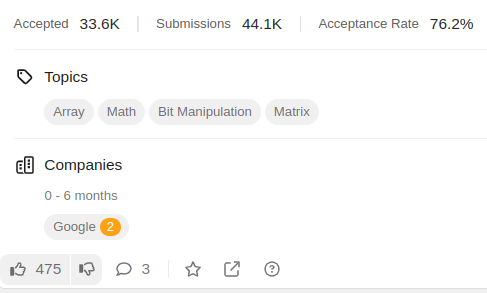 Accepted 33.6K Submissions 44.1K Acceptance Rate 76.2%
Topics
Array Math Bit Manipulation Matrix
Companies
0 - 6 months
Google 2
475 3